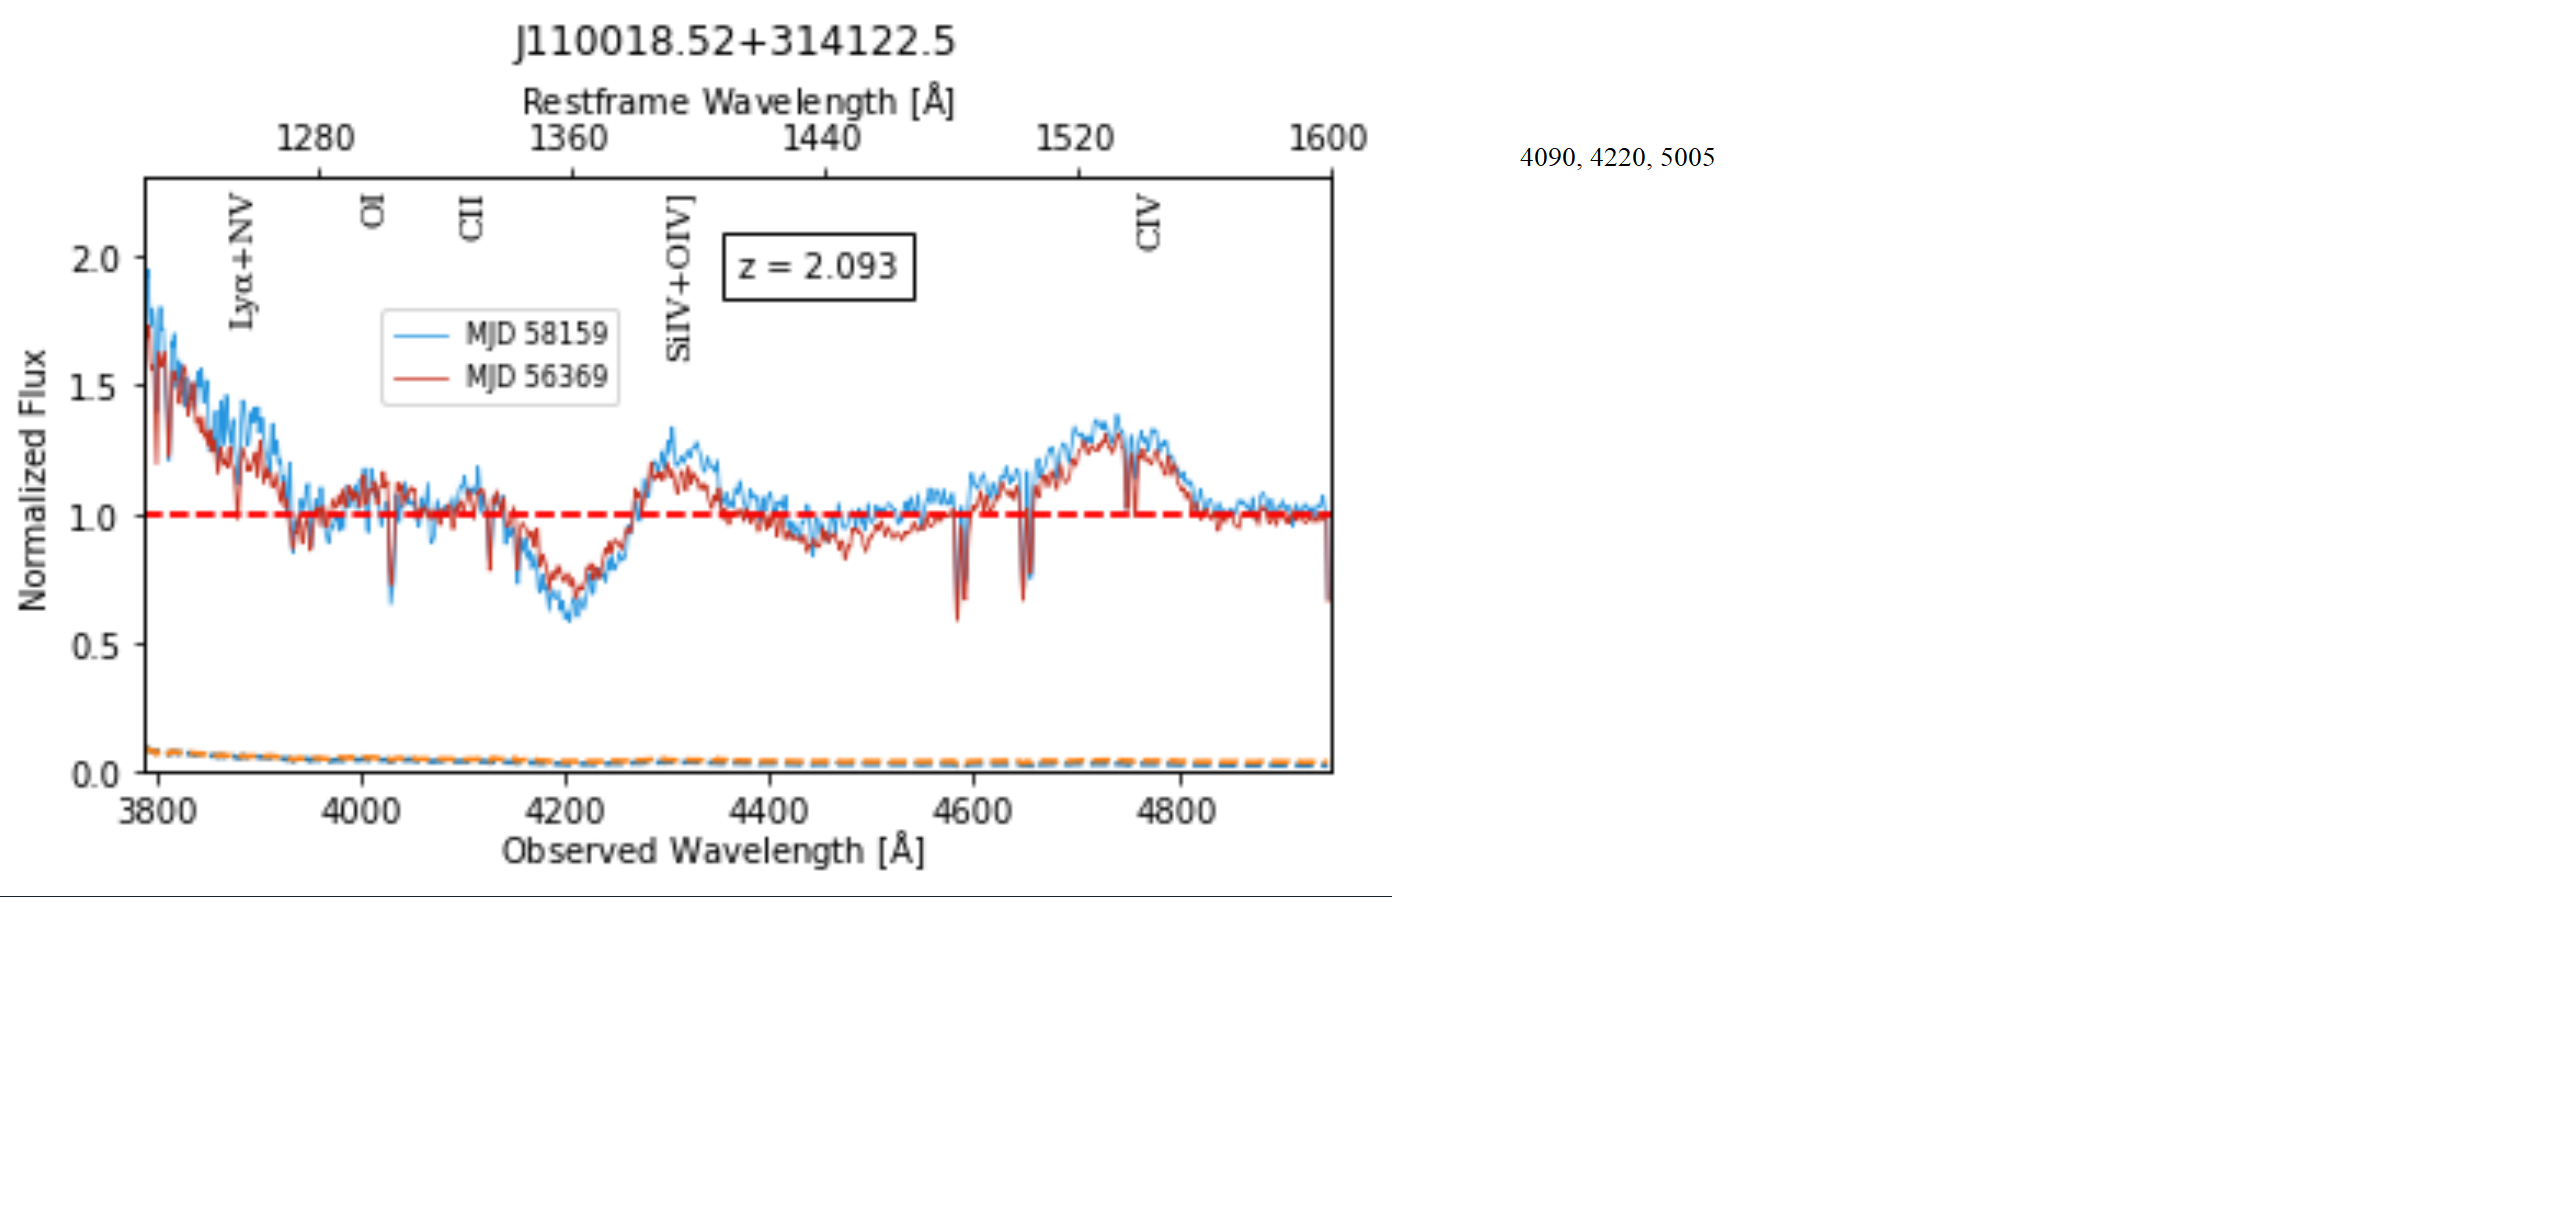 J110018.52+314122.5
Restframe Wavelength [Å]
1280 1360 1440 1520 1600
4090, 4220, 5005
Lyα+NV
OI
CII
SiIV+OIV]
CIV
z = 2.093
MJD 58159
MJD 56369
Normalized Flux
2.0
1.5
1.0
0.5
0.0
3800 4000 4200 4400 4600 4800
Observed Wavelength [Å]